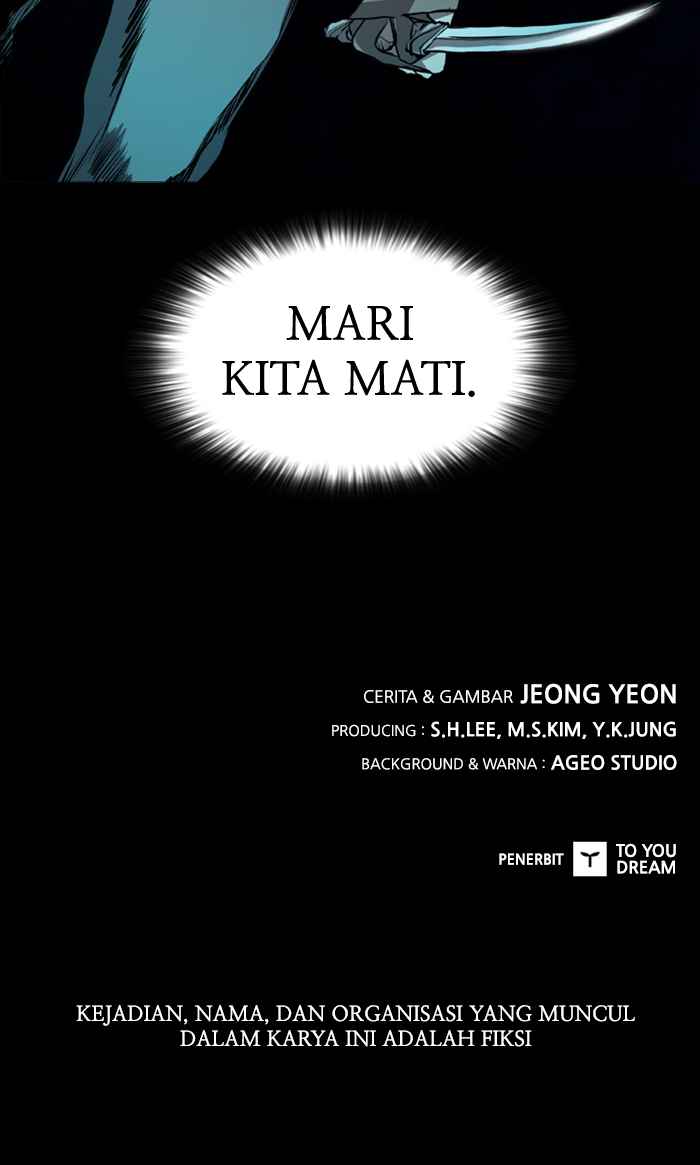 MARI
KITA MATI.
CERITA & GAMBAR JEONG YEON
PRODUCING : S.H.LEE, M.S.KIM, Y.K.JUNG
BACKGROUND & WARNA : AGEO STUDIO
PENERBIT TO YOU
DREAM
KEJADIAN, NAMA, DAN ORGANISASI YANG MUNCUL
DALAM KARYA INI ADALAH FIKSI